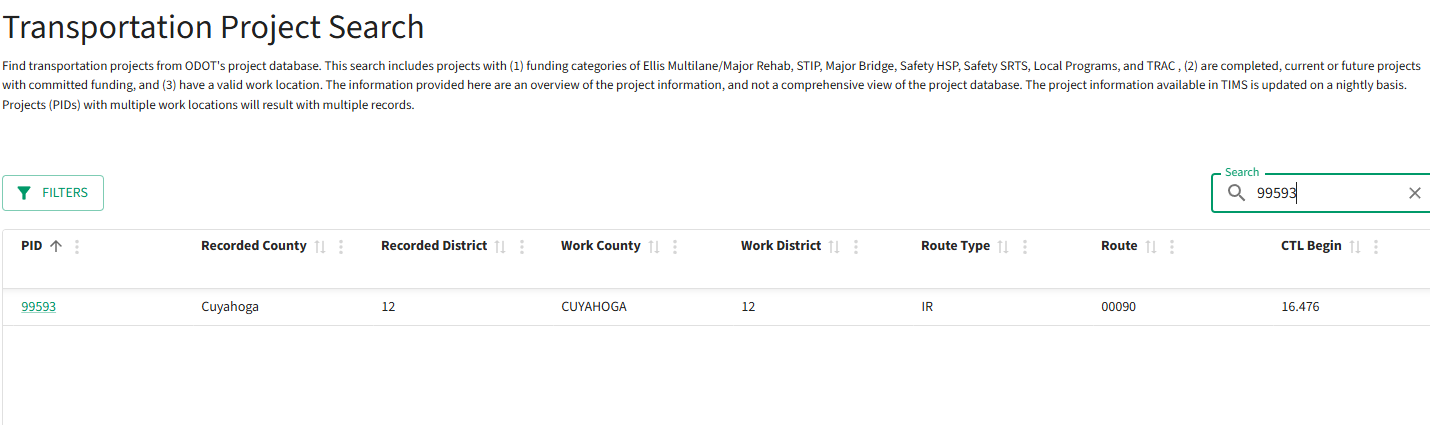 Transportation Project Search
Find transportation projects from ODOT's project database. This search includes projects with (1) funding categories of Ellis Multilane/Major Rehab, STIP, Major Bridge, Safety HSP, Safety SRTS, Local Programs, and TRAC , (2) are completed, current or future projects
with committed funding, and (3) have a valid work location. The information provided here are an overview of the project information, and not a comprehensive view of the project database. The project information available in TIMS is updated on a nightly basis.
Projects (PIDs) with multiple work locations will result with multiple records.
Search
FILTERS 99593
PID Recorded County Recorded District Work County Work District Route Type Route CTL Begin
99593 Cuyahoga 12 CUYAHOGA 12 IR 00090 16.476